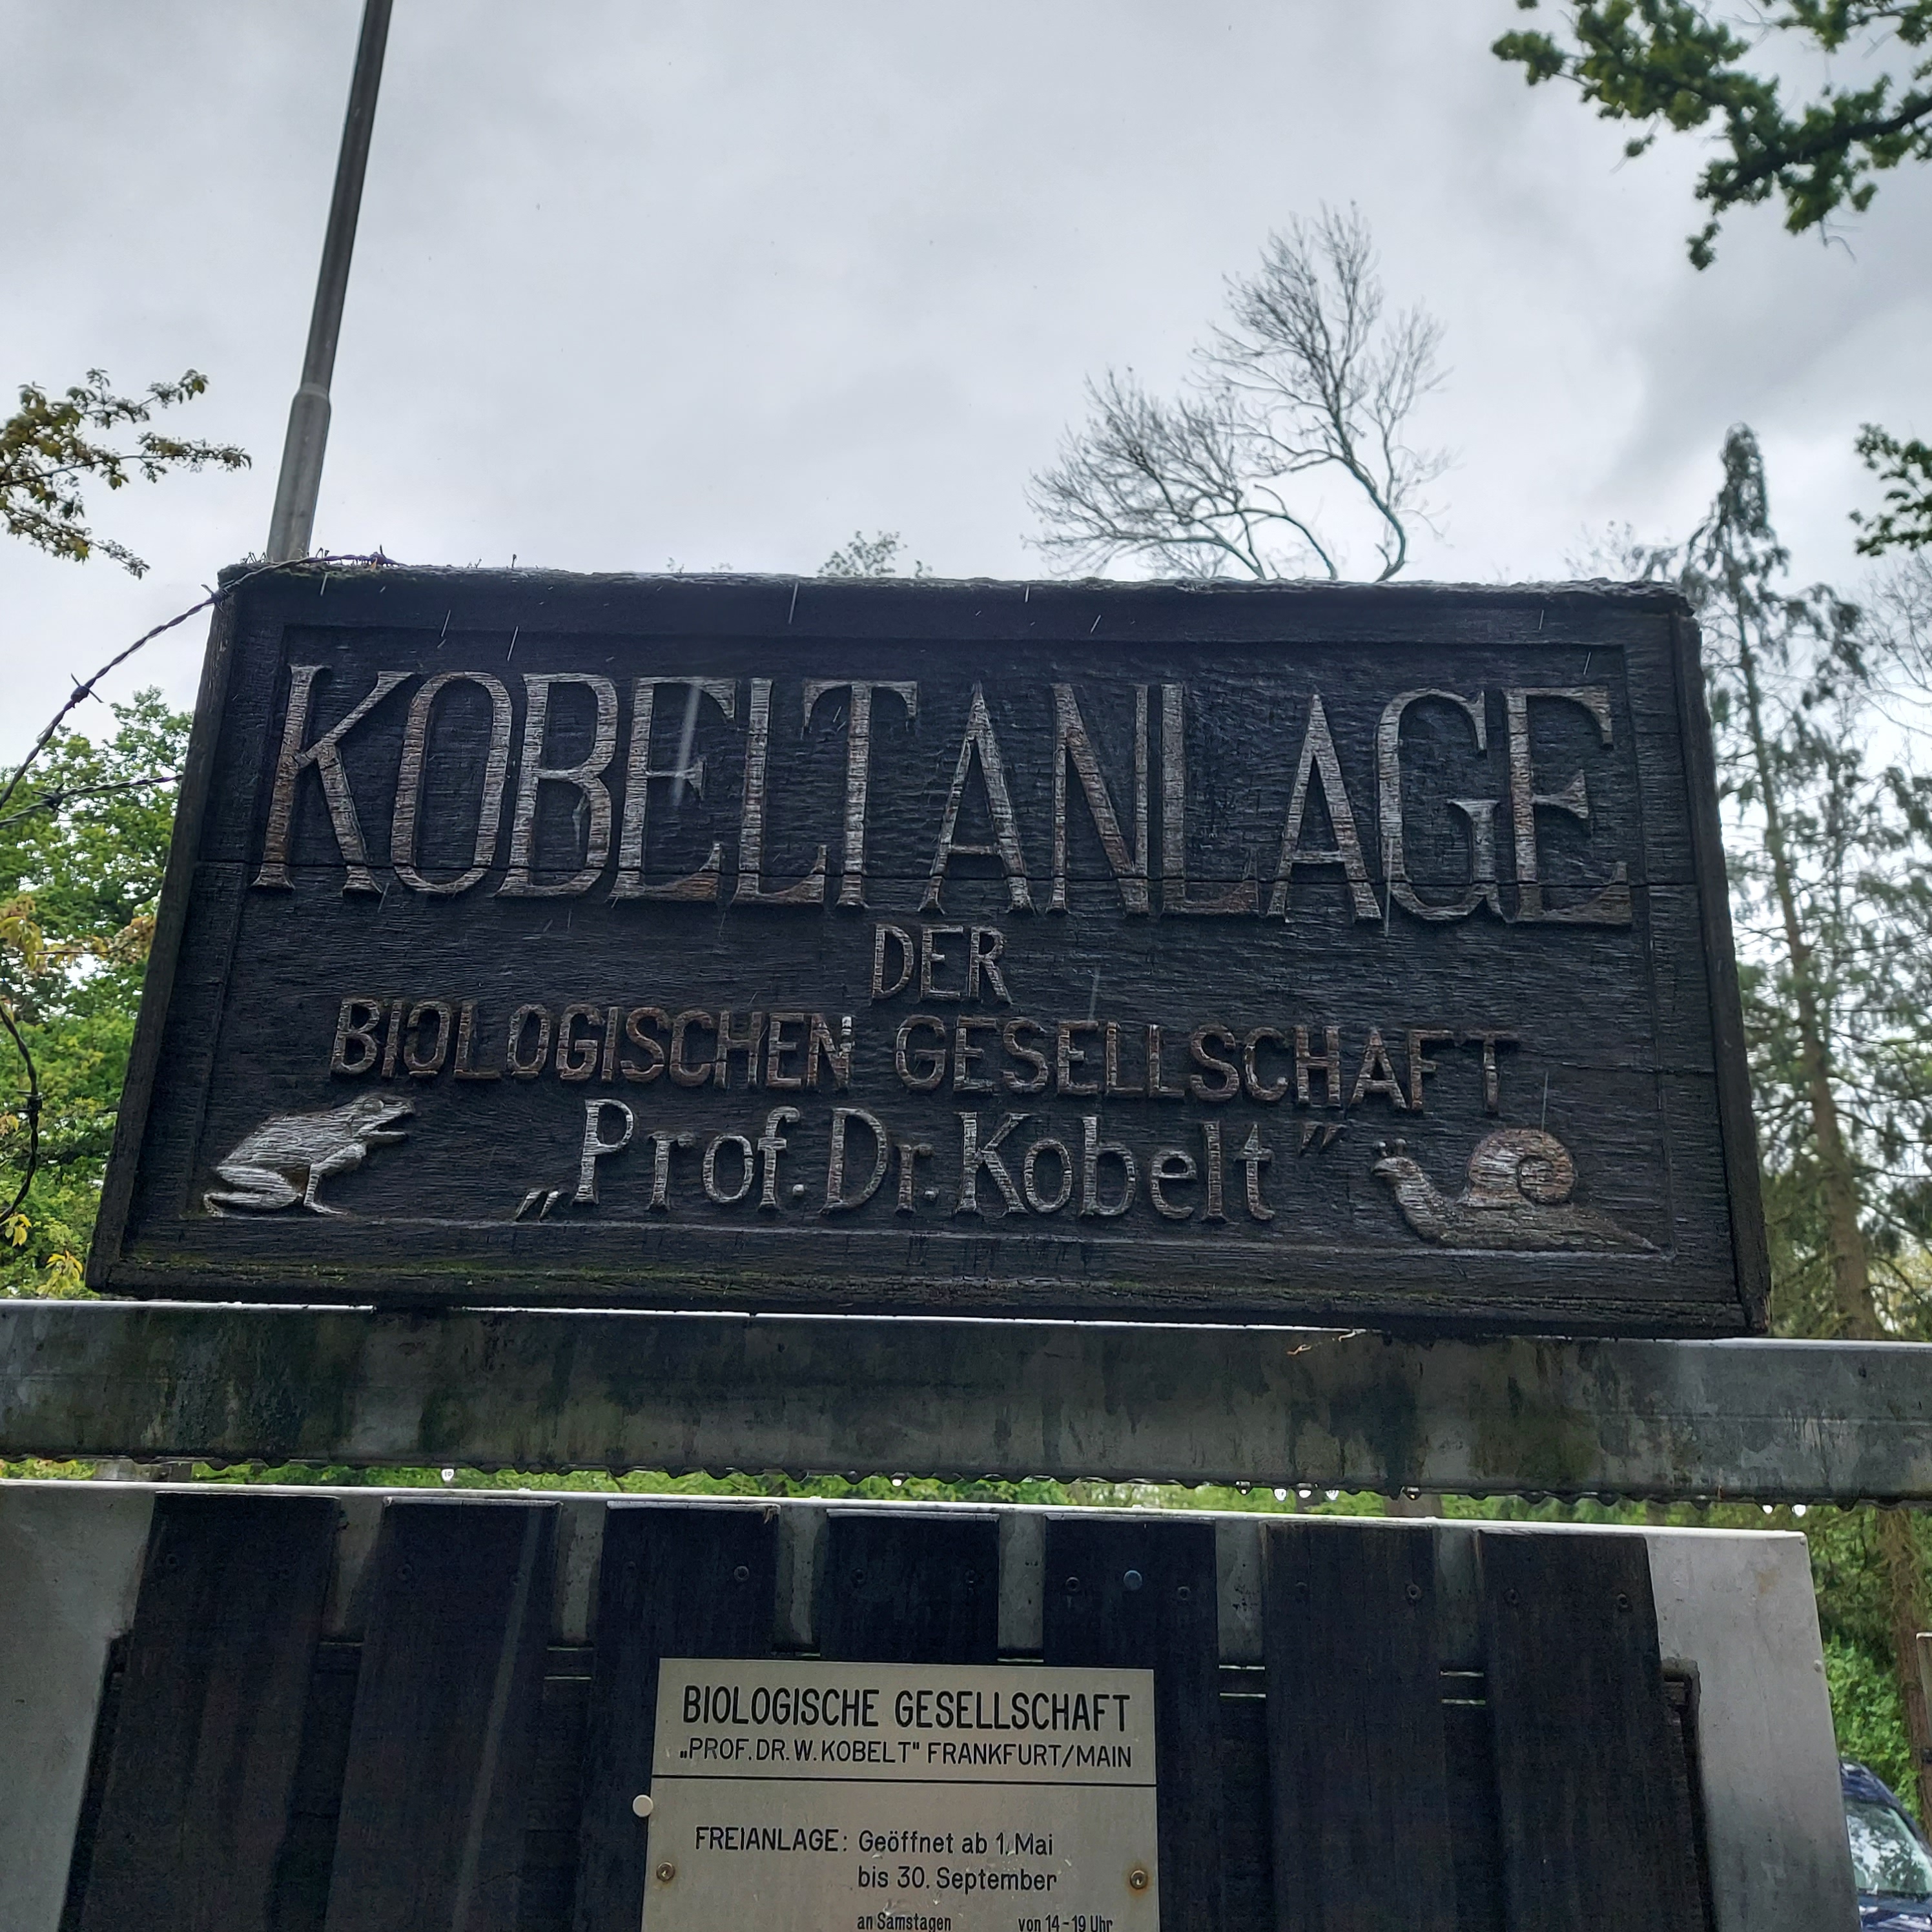 KOBELTANLAGE
DER
BIOLOGISCHEN GESELLSCHAFT
„Prof. Dr. Kobelt"
BIOLOGISCHE GESELLSCHAFT
„PROF. DR. W. KOBELT" FRANKFURT/MAIN
FREIANLAGE: Geöffnet ab 1. Mai
bis 30. September
an Samstagen von 14-19 Uhr